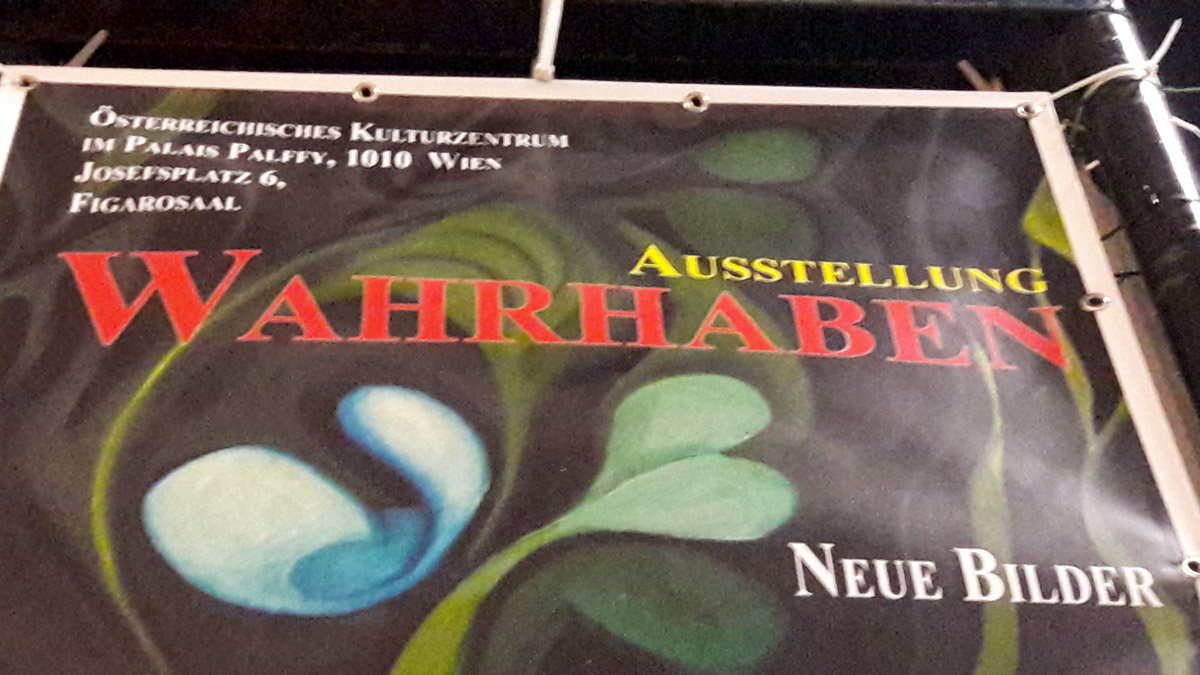 Österreichisches Kulturzentrum
im Palais Palffy, 1010 Wien
Josefsplatz 6,
Figarosaal
Ausstellung
Wahrhaben
Neue Bilder